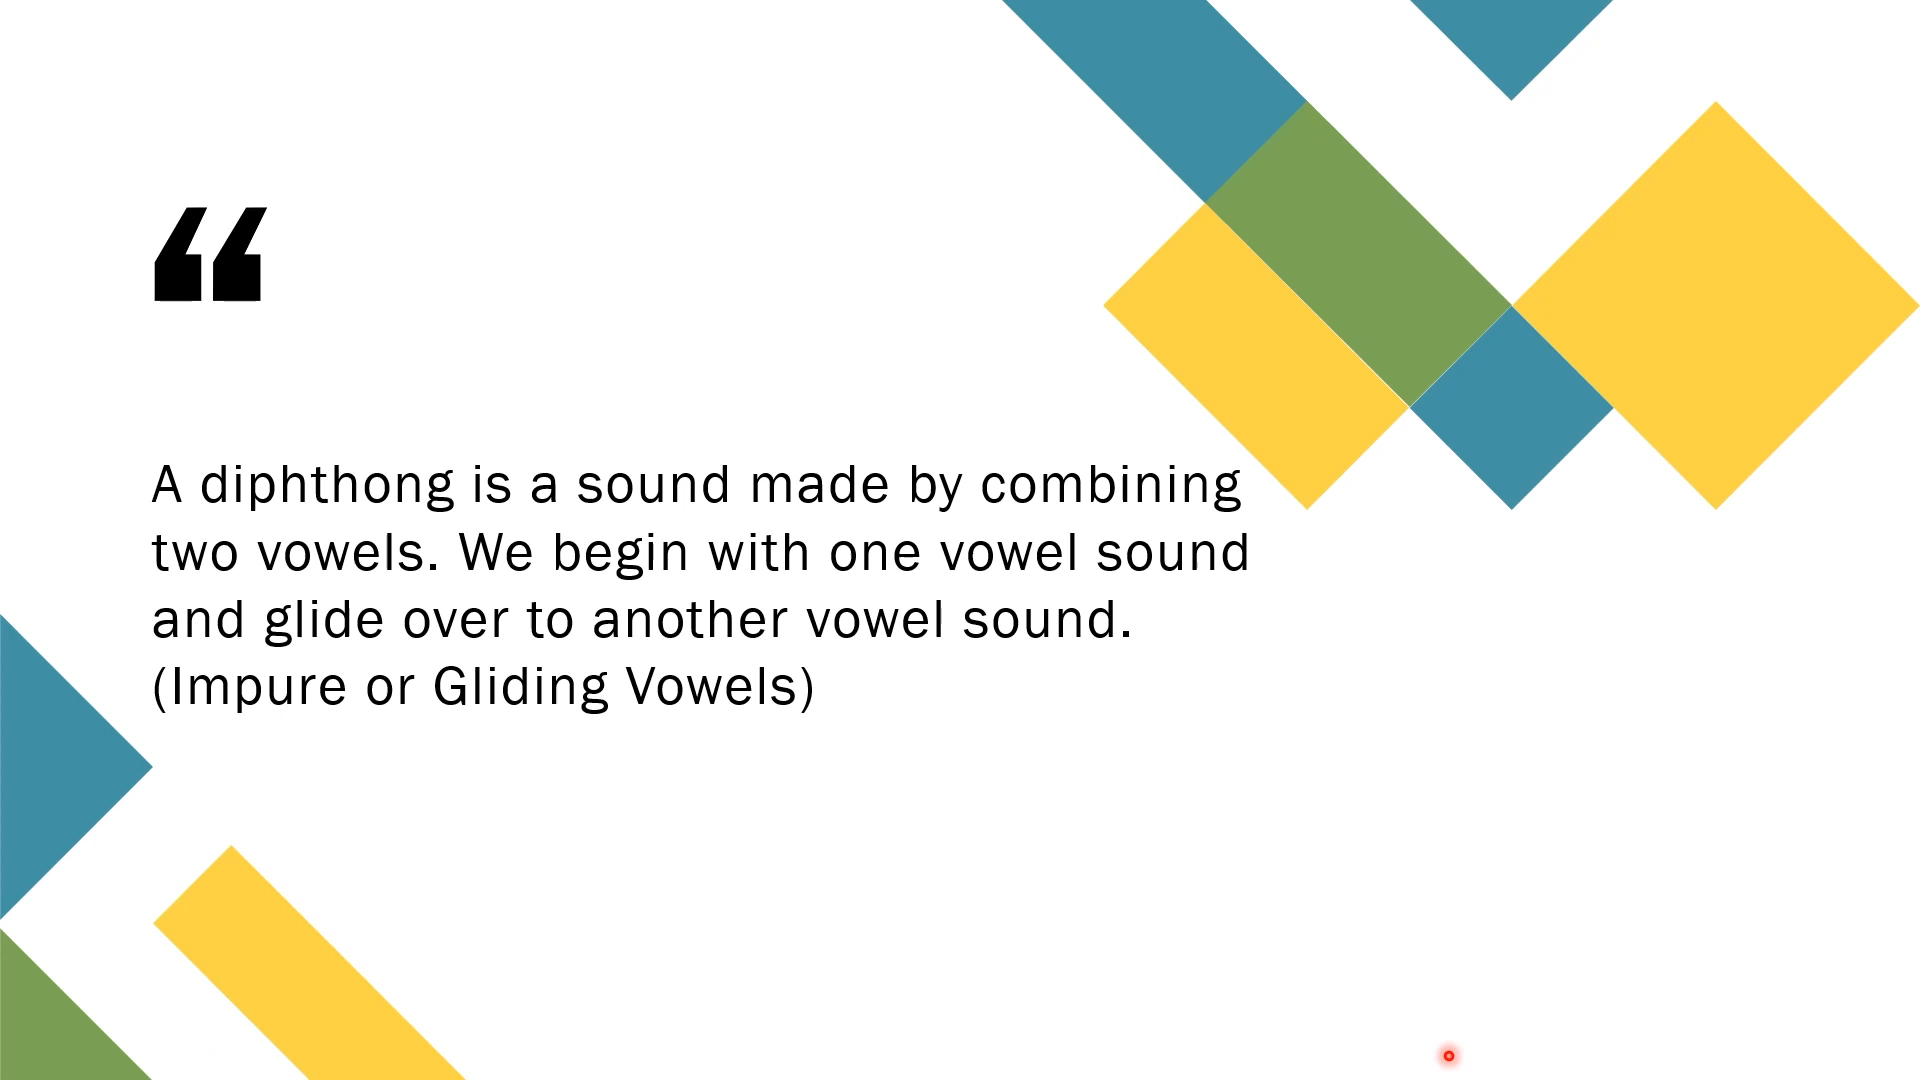 “
A diphthong is a sound made by combining
two vowels. We begin with one vowel sound
and glide over to another vowel sound.
(Impure or Gliding Vowels)